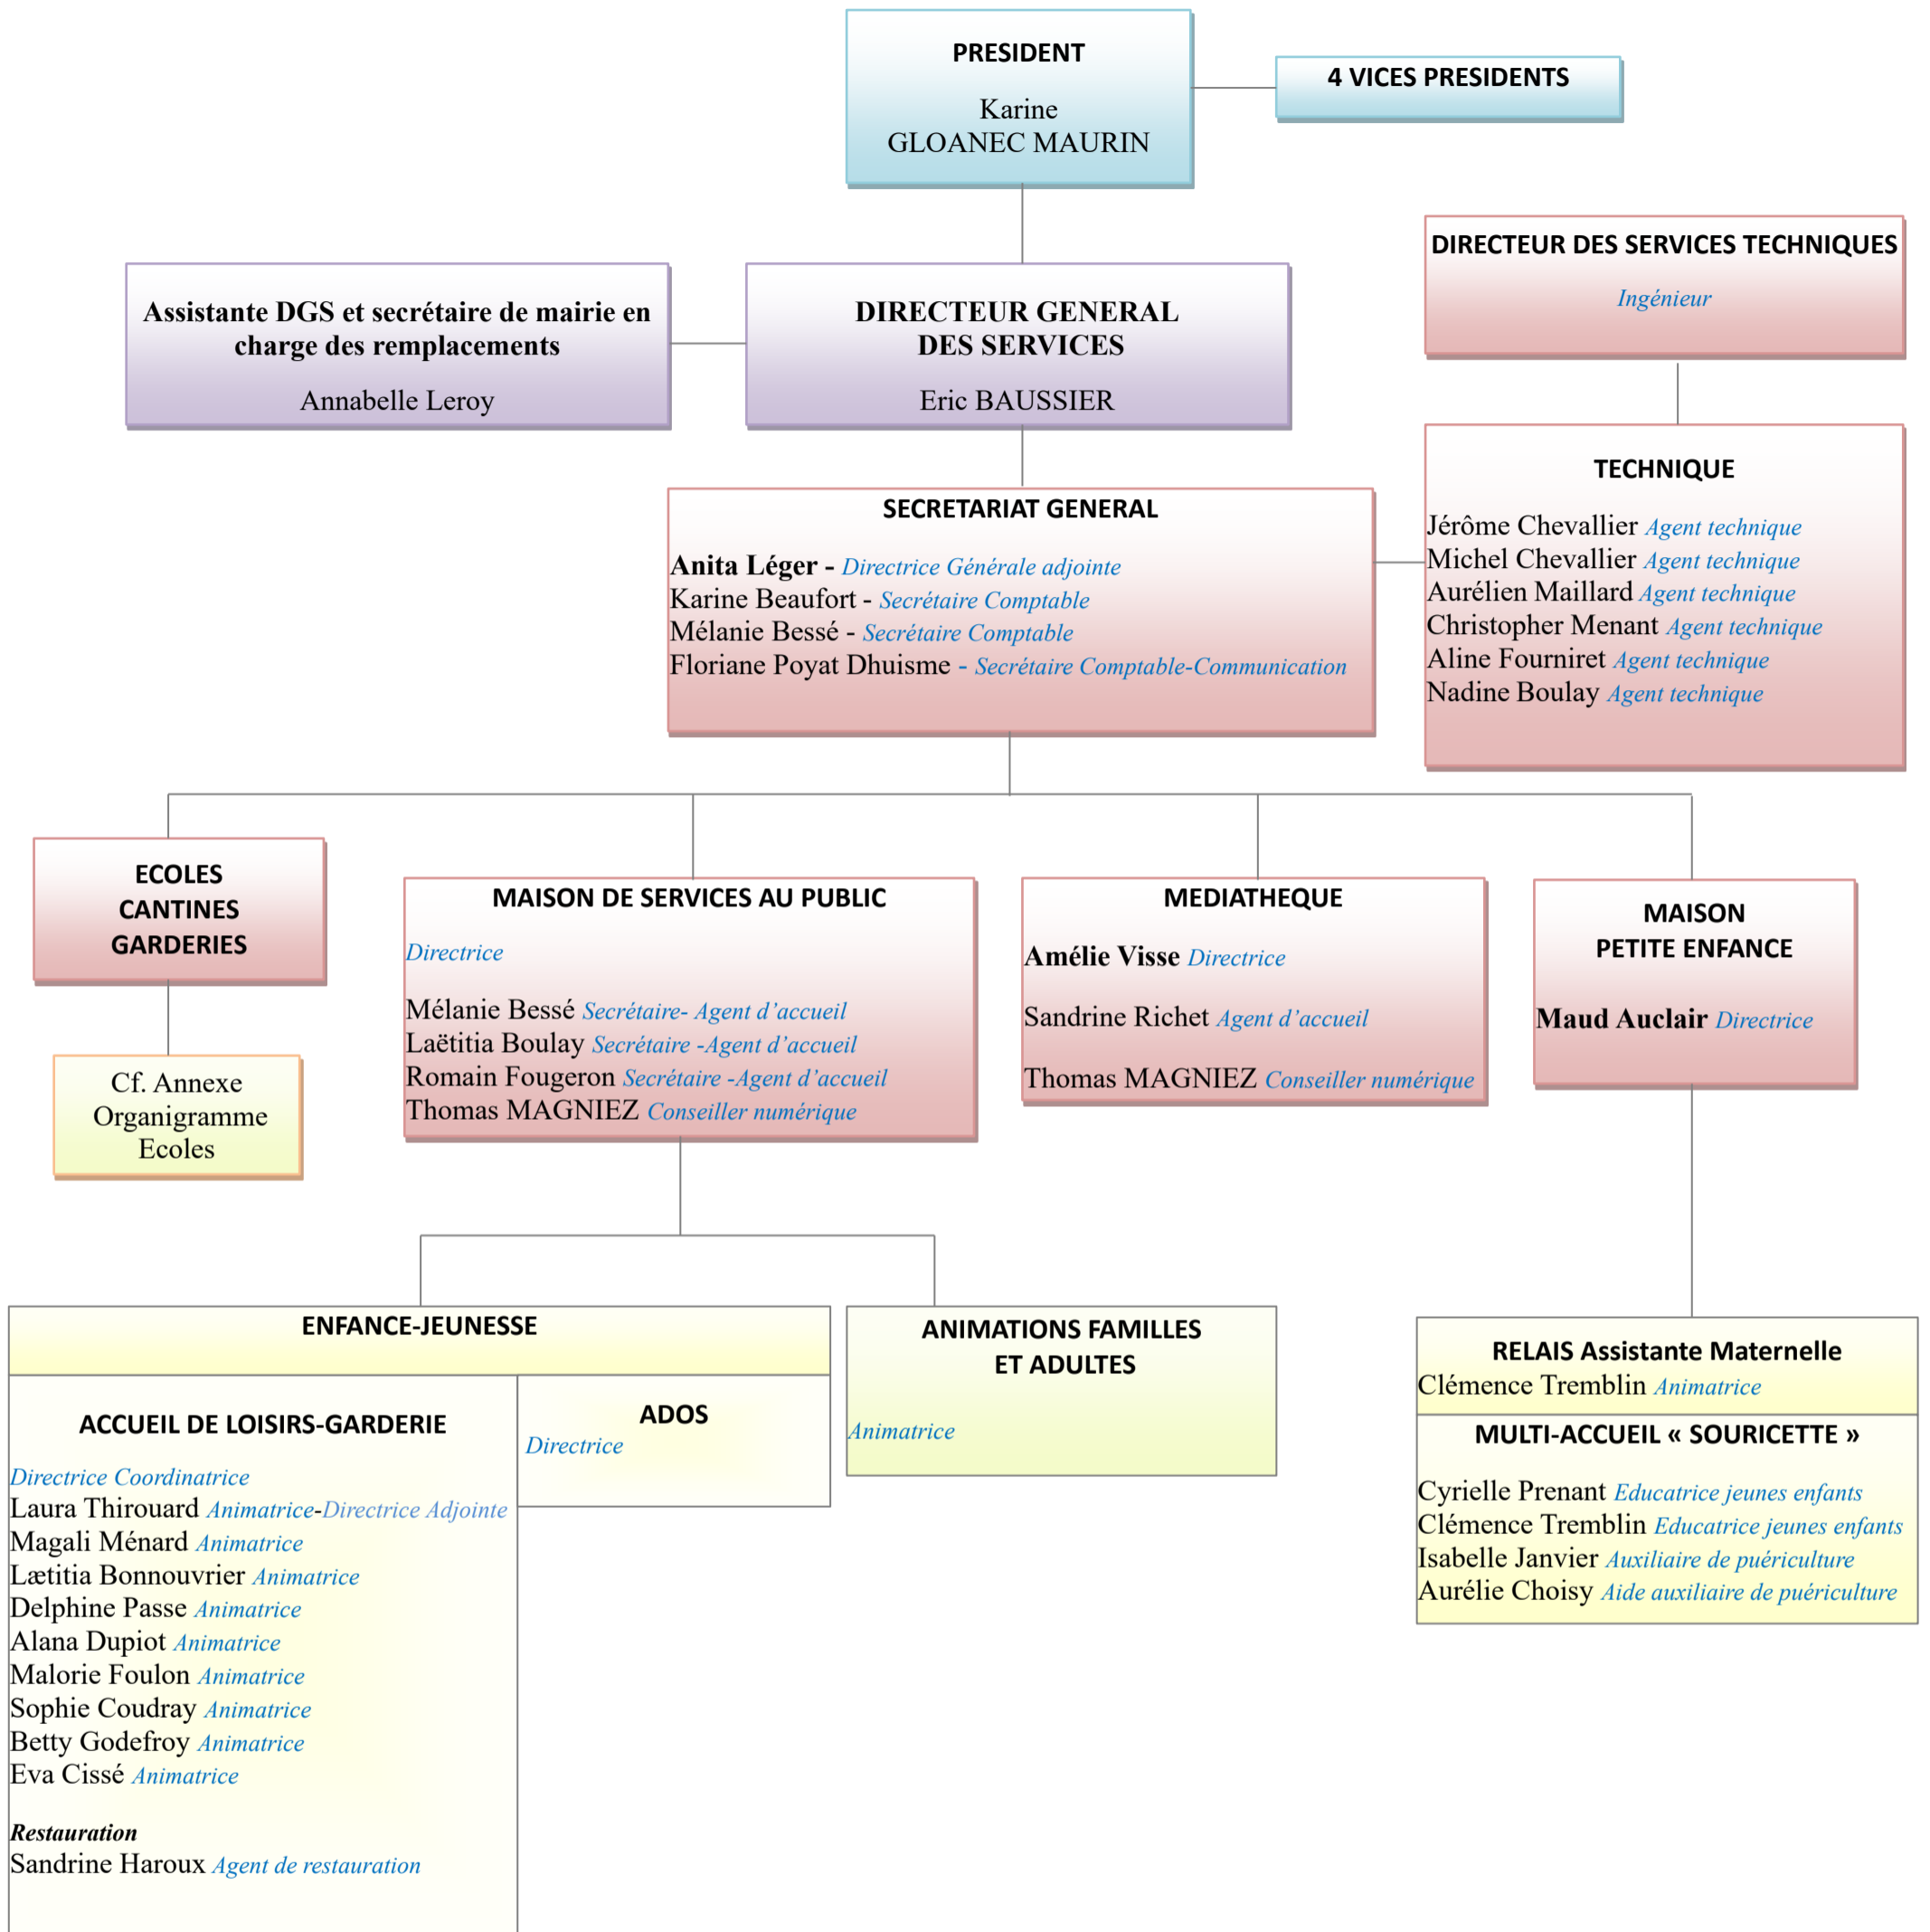 PRESIDENT
Karine
GLOANEC MAURIN
4 VICES PRESIDENTS
DIRECTEUR DES SERVICES TECHNIQUES
Ingénieur
Assistante DGS et secrétaire de mairie en
charge des remplacements
Annabelle Leroy
DIRECTEUR GENERAL
DES SERVICES
Eric BAUSSIER
TECHNIQUE
Jérôme Chevallier Agent technique
Michel Chevallier Agent technique
Aurélien Maillard Agent technique
Christopher Menant Agent technique
Aline Fourniret Agent technique
Nadine Boulay Agent technique
SECRETARIAT GENERAL
Anita Léger - Directrice Générale adjointe
Karine Beaufort - Secrétaire Comptable
Mélanie Bessé - Secrétaire Comptable
Floriane Poyat Dhuisme - Secrétaire Comptable-Communication
ECOLES
CANTINES
GARDERIES
Cf. Annexe
Organigramme
Ecoles
MAISON DE SERVICES AU PUBLIC
Directrice
Mélanie Bessé Secrétaire- Agent d’accueil
Laëtitia Boulay Secrétaire -Agent d’accueil
Romain Fougeron Secrétaire -Agent d’accueil
Thomas MAGNIEZ Conseiller numérique
MEDIATHEQUE
Amélie Visse Directrice
Sandrine Richet Agent d’accueil
Thomas MAGNIEZ Conseiller numérique
MAISON
PETITE ENFANCE
Maud Auclair Directrice
ENFANCE-JEUNESSE
ACCUEIL DE LOISIRS-GARDERIE
Directrice Coordinatrice
Laura Thirouard Animatrice-Directrice Adjointe
Magali Ménard Animatrice
Lætitia Bonnouvrier Animatrice
Delphine Passe Animatrice
Alana Dupiot Animatrice
Malorie Foulon Animatrice
Sophie Coudray Animatrice
Betty Godefroy Animatrice
Eva Cissé Animatrice
Restauration
Sandrine Haroux Agent de restauration
ADOS
Directrice
ANIMATIONS FAMILLES
ET ADULTES
Animatrice
RELAIS Assistante Maternelle
Clémence Tremblin Animatrice
MULTI-ACCUEIL « SOURICETTE »
Cyrielle Prenant Educatrice jeunes enfants
Clémence Tremblin Educatrice jeunes enfants
Isabelle Janvier Auxiliaire de puériculture
Aurélie Choisy Aide auxiliaire de puériculture